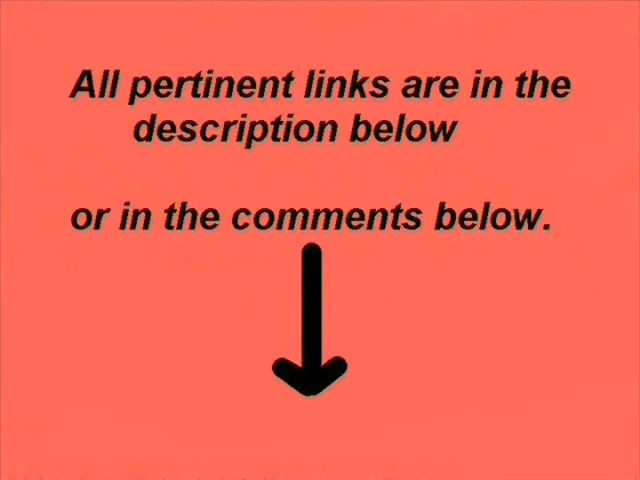 All pertinent links are in the
description below
or in the comments below.